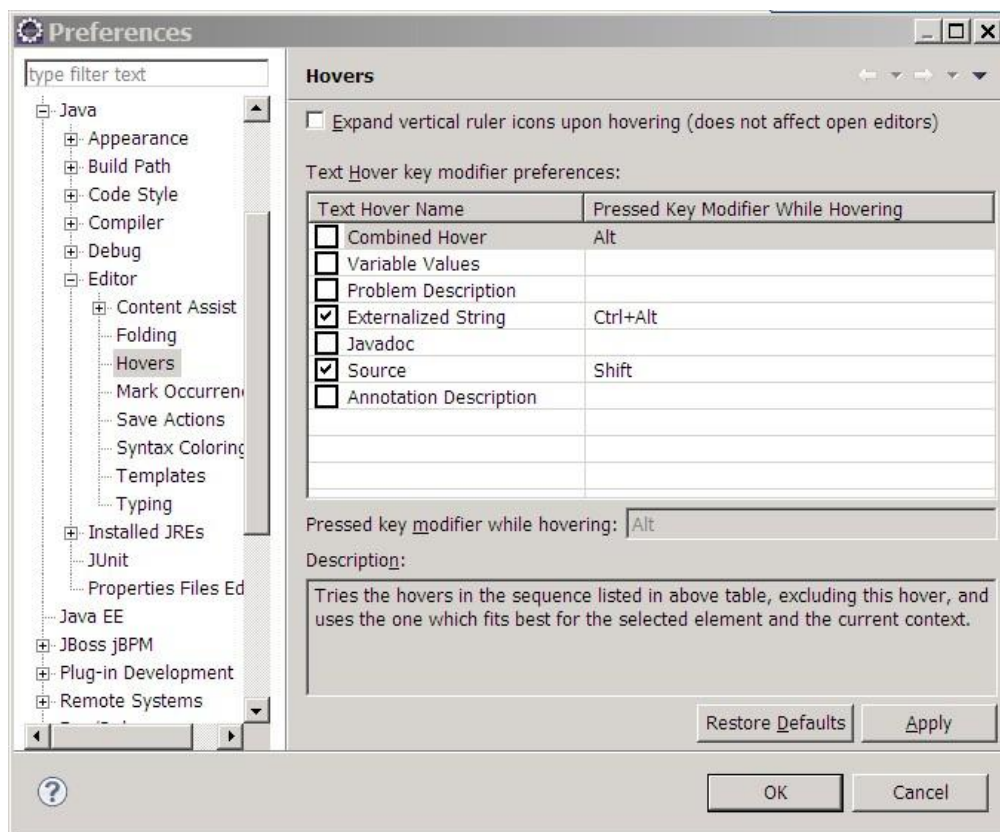 Preferences
type filter text
Java
Appearance
Build Path
Code Style
Compiler
Debug
Editor
Content Assist
Folding
Hovers
Mark Occurren
Save Actions
Syntax Coloring
Templates
Typing
Installed JREs
JUnit
Properties Files Ed
Java EE
JBoss jBPM
Plug-in Development
Remote Systems
Hovers
Expand vertical ruler icons upon hovering (does not affect open editors)
Text Hover key modifier preferences:
Text Hover Name Pressed Key Modifier While Hovering
Combined Hover Alt
Variable Values
Problem Description
Externalized String Ctrl+Alt
Javadoc
Source Shift
Annotation Description
Pressed key modifier while hovering: Alt
Description:
Tries the hovers in the sequence listed in above table, excluding this hover, and
uses the one which fits best for the selected element and the current context.
Restore Defaults Apply
? OK Cancel